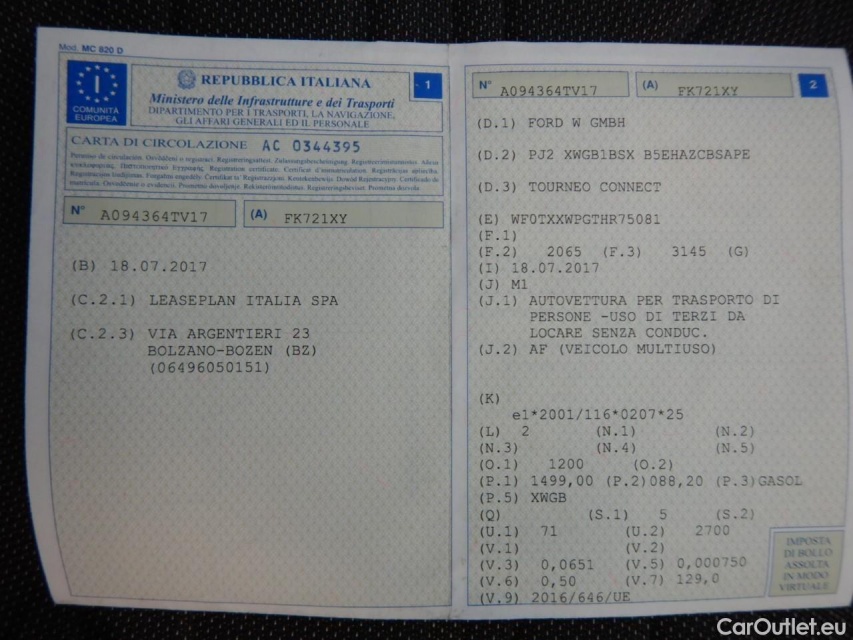 Mod. MC 820 D
I
COMUNITÀ
EUROPEA
REPUBBLICA ITALIANA
1
Ministero delle Infrastrutture e dei Trasporti
DIPARTIMENTO PER I TRASPORTI, LA NAVIGAZIONE,
GLI AFFARI GENERALI ED IL PERSONALE
CARTA DI CIRCOLAZIONE AC 0344395
N° A094364TV17 (A) FK721XY
(B) 18.07.2017
(C.2.1) LEASEPLAN ITALIA SPA
(C.2.3) VIA ARGENTIERI 23
BOLZANO-BOZEN (BZ)
(06496050151)
N° A094364TV17 (A) FK721XY 2
(D.1) FORD W GMBH
(D.2) PJ2 XWGB1BSX B5EHAZCBSAPE
(D.3) TOURNEO CONNECT
(E) WF0TXXWPGTHR75081
(F.1)
(F.2) 2065 (F.3) 3145 (G)
(I) 18.07.2017
(J) M1
(J.1) AUTOVETTURA PER TRASPORTO DI
PERSONE -USO DI TERZI DA
LOCARE SENZA CONDUC.
(J.2) AF (VEICOLO MULTIUSO)
(K)
e1*2001/116*0207*25
(L) 2 (N.1) (N.2)
(N.3) (N.4) (N.5)
(O.1) 1200 (O.2)
(P.1) 1499,00 (P.2)088,20 (P.3)GASOL
(P.5) XWGB
(Q) (S.1) 5 (S.2)
(U.1) 71 (U.2) 2700
(V.1) (V.2)
(V.3) 0,0651 (V.5) 0,000750
(V.6) 0,50 (V.7) 129,0
(V.9) 2016/646/UE
IMPOSTA
DI BOLLO
ASSOLTA
IN MODO
VIRTUALE
CarOutlet.eu